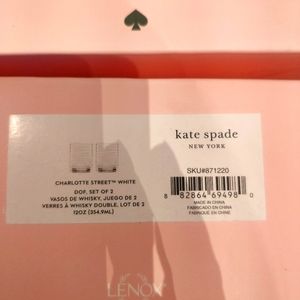 kate spade
NEW YORK
CHARLOTTE STREET™ WHITE
DOF, SET OF 2
VASOS DE WHISKY, JUEGO DE 2
VERRES À WHISKY DOUBLE, LOT DE 2
12OZ (354.9ML)
SKU#871220
8 82864 69498 0
MADE IN CHINA
FABRICADO EN CHINA
FABRIQUÉ EN CHINE
LENOX